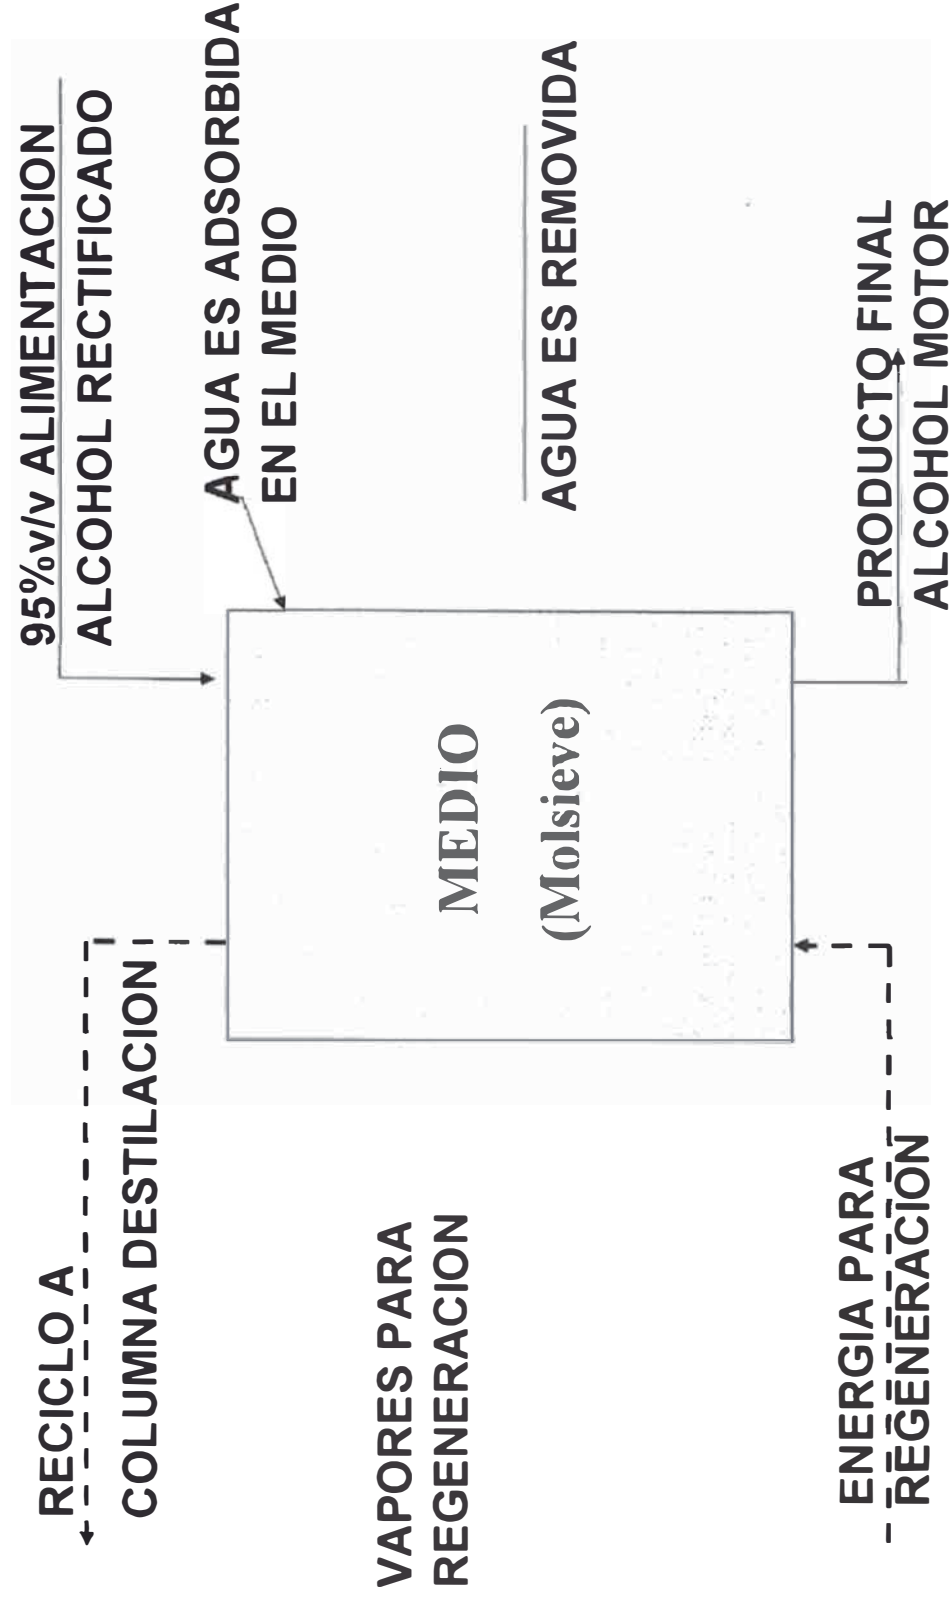 RECICLO A
COLUMNA DESTILACION
95%v/v ALIMENTACION
ALCOHOL RECTIFICADO
AGUA ES ADSORBIDA
EN EL MEDIO
VAPORES PARA
REGENERACION
MEDIO
(Molsieve)
AGUA ES REMOVIDA
ENERGIA PARA
REGENERACION
PRODUCTO FINAL
ALCOHOL MOTOR